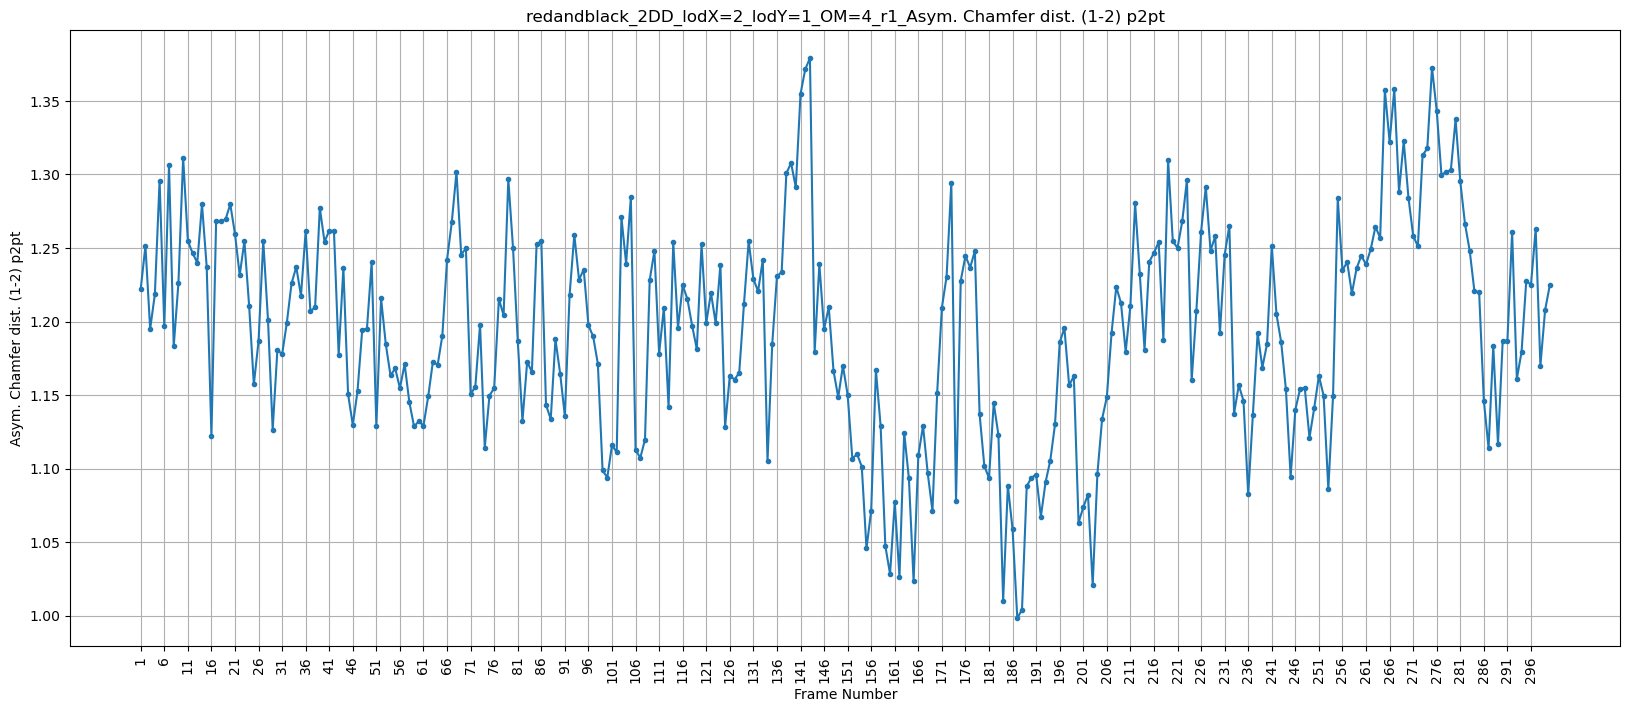 redandblack_2DD_lodX=2_lodY=1_OM=4_r1_Asym. Chamfer dist. (1-2) p2pt
Asym. Chamfer dist. (1-2) p2pt
1.35
1.30
1.25
1.20
1.15
1.10
1.05
1.00
1 6 11 16 21 26 31 36 41 46 51 56 61 66 71 76 81 86 91 96 101 106 111 116 121 126 131 136 141 146 151 156 161 166 171 176 181 186 191 196 201 206 211 216 221 226 231 236 241 246 251 256 261 266 271 276 281 286 291 296
Frame Number